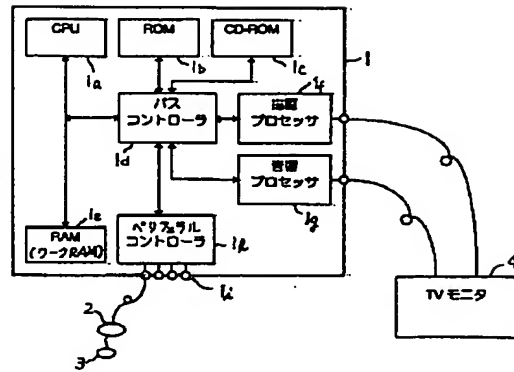 CPU
ROM
CD-ROM
1
1a
1b
1c
バス
コントローラ
1d
描画
プロセッサ
1f
音響
プロセッサ
1g
1e
RAM
(ワークRAM)
ペリフェラル
コントローラ
1h
1i
2
3
4
TVモニタ